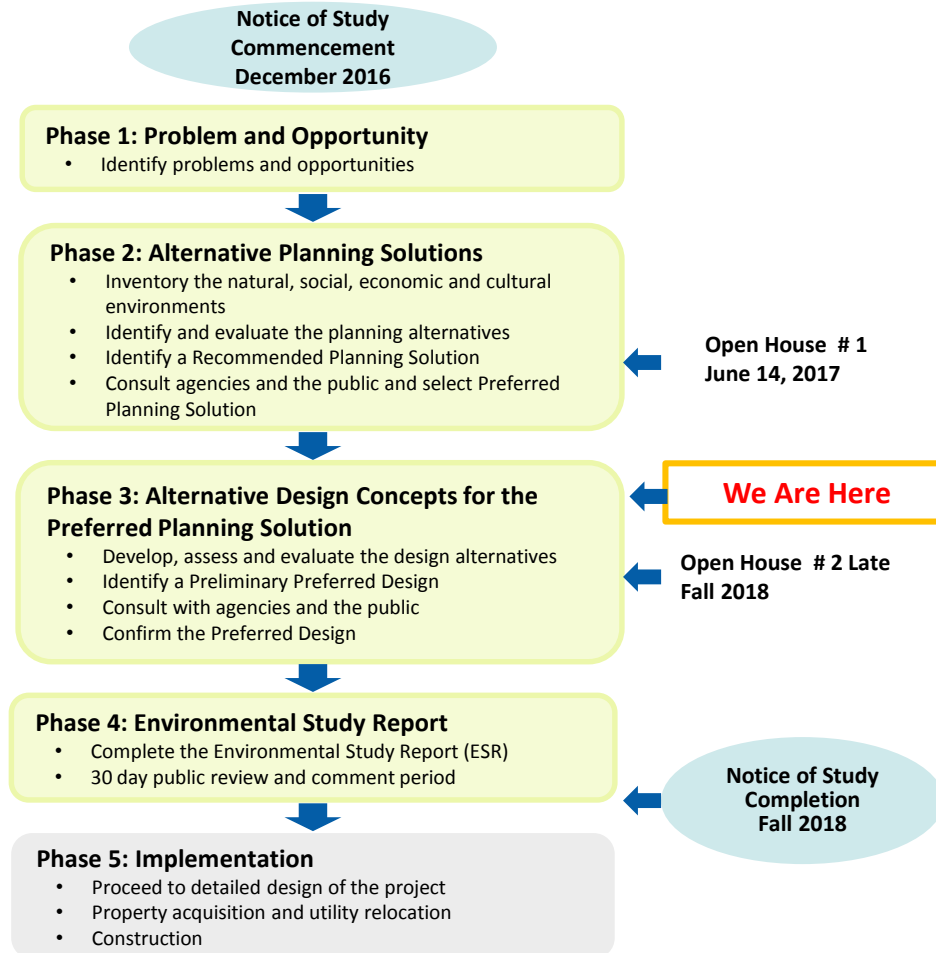 Notice of Study
Commencement
December 2016
Phase 1: Problem and Opportunity
• Identify problems and opportunities
Phase 2: Alternative Planning Solutions
• Inventory the natural, social, economic and cultural
environments
• Identify and evaluate the planning alternatives
• Identify a Recommended Planning Solution
• Consult agencies and the public and select Preferred
Planning Solution
Open House # 1
June 14, 2017
Phase 3: Alternative Design Concepts for the
Preferred Planning Solution
• Develop, assess and evaluate the design alternatives
• Identify a Preliminary Preferred Design
• Consult with agencies and the public
• Confirm the Preferred Design
We Are Here
Open House # 2 Late
Fall 2018
Phase 4: Environmental Study Report
• Complete the Environmental Study Report (ESR)
• 30 day public review and comment period
Notice of Study
Completion
Fall 2018
Phase 5: Implementation
• Proceed to detailed design of the project
• Property acquisition and utility relocation
• Construction